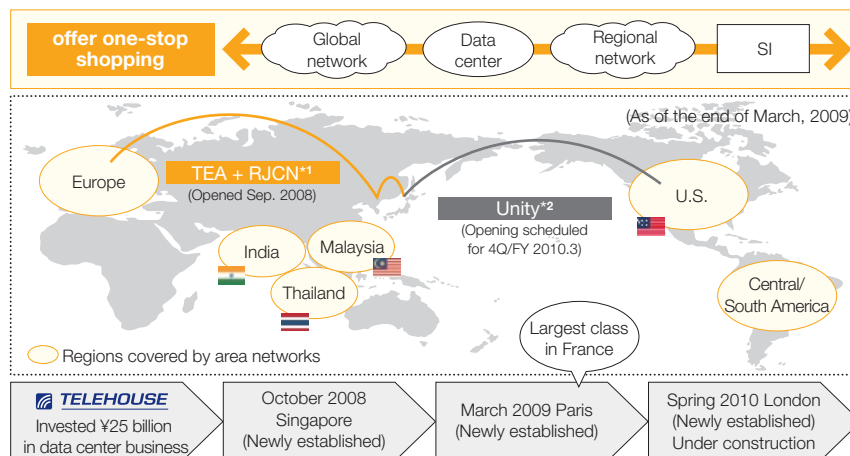 offer one-stop
shopping
Global
network
Data
center
Regional
network
SI
(As of the end of March, 2009)
Europe
TEA + RJCN*1
(Opened Sep. 2008)
Unity*2
(Opening scheduled
for 4Q/FY 2010.3)
U.S.
India
Malaysia
Thailand
Central/
South America
Largest class
in France
Regions covered by area networks
TELEHOUSE
Invested ¥25 billion
in data center business
October 2008
Singapore
(Newly established)
March 2009 Paris
(Newly established)
Spring 2010 London
(Newly established)
Under construction